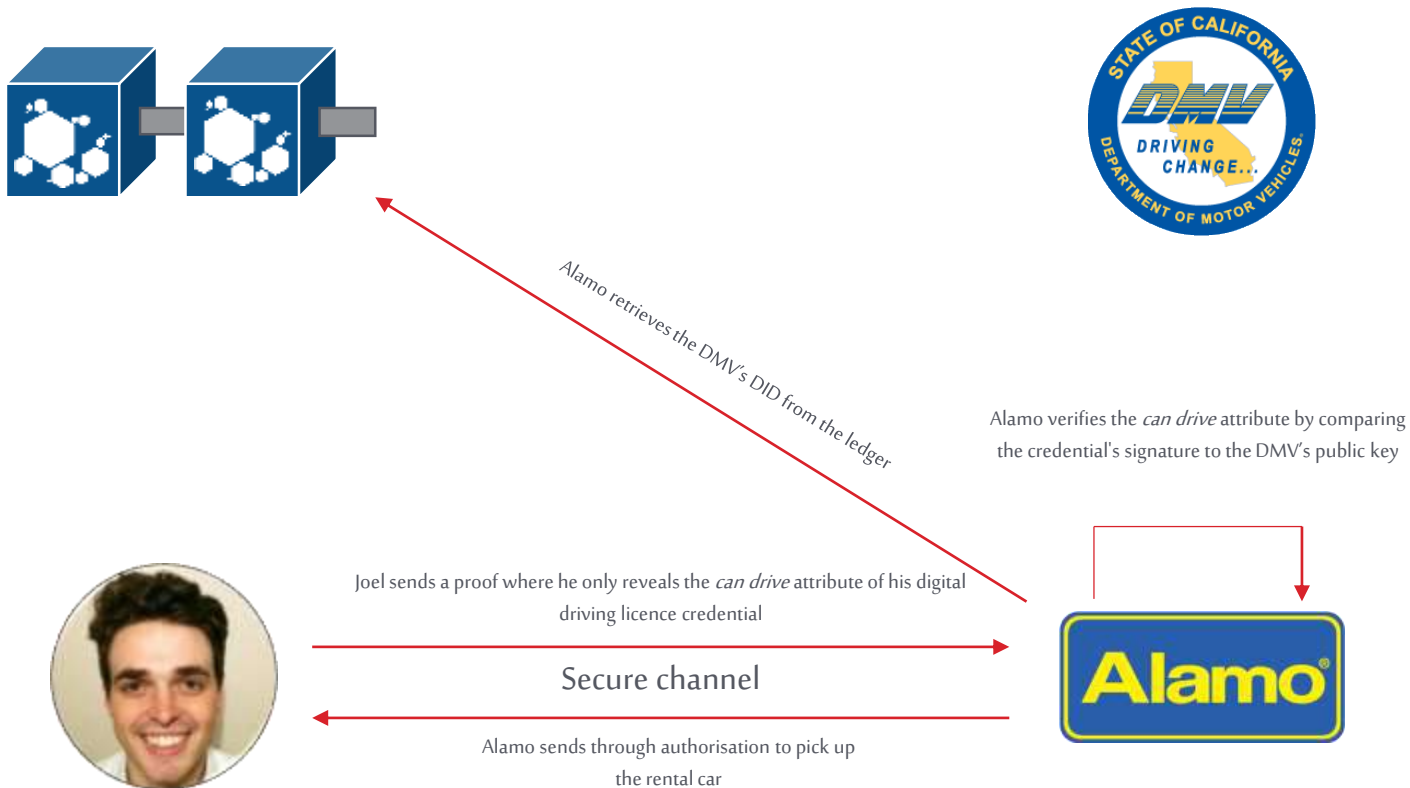 STATE OF CALIFORNIA
DMV
DRIVING
CHANGE...
DEPARTMENT OF MOTOR VEHICLES.
Alamo retrieves the DMV’s DID from the ledger
Alamo verifies the can drive attribute by comparing
the credential's signature to the DMV’s public key
Joel sends a proof where he only reveals the can drive attribute of his digital
driving licence credential
Secure channel
Alamo®
Alamo sends through authorisation to pick up
the rental car